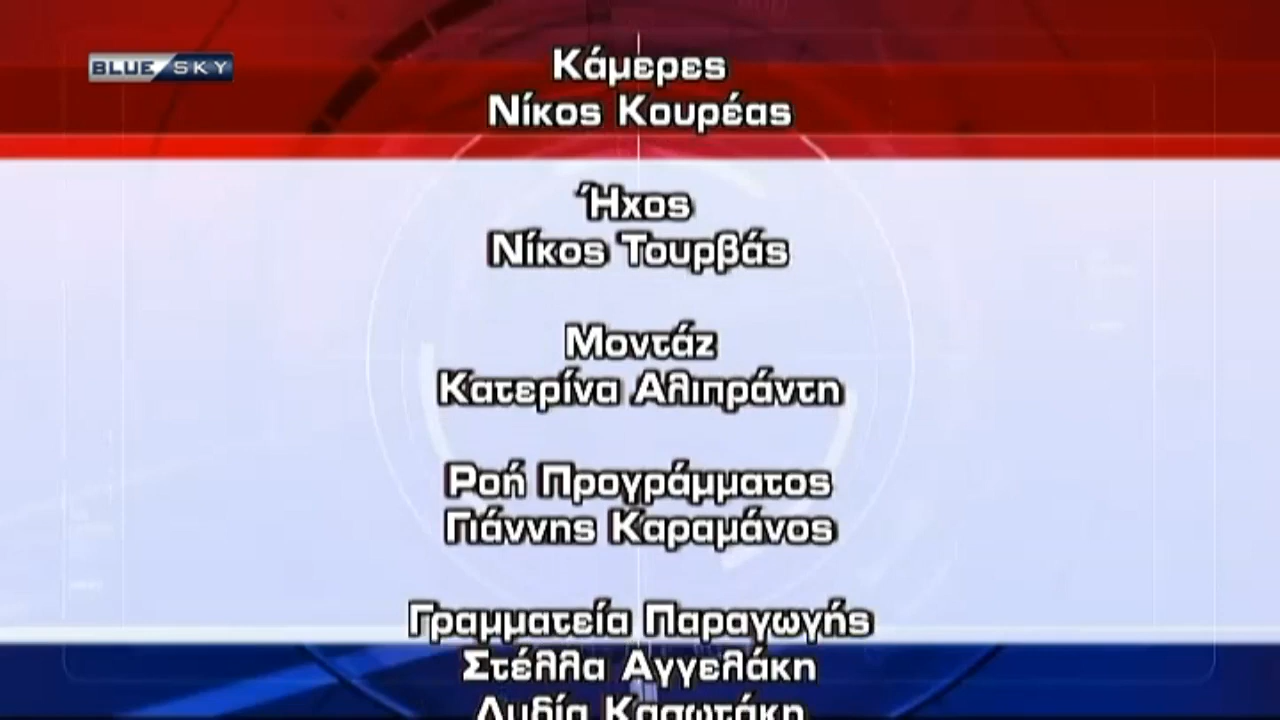 BLUE SKY
Κάμερες
Νίκος Κουρέας
Ήχος
Νίκος Τουρβάς
Μοντάζ
Κατερίνα Αλιπράντη
Ροή Προγράμματος
Γιάννης Καραμάνος
Γραμματεία Παραγωγής
Στέλλα Αγγελάκη
Λυδία